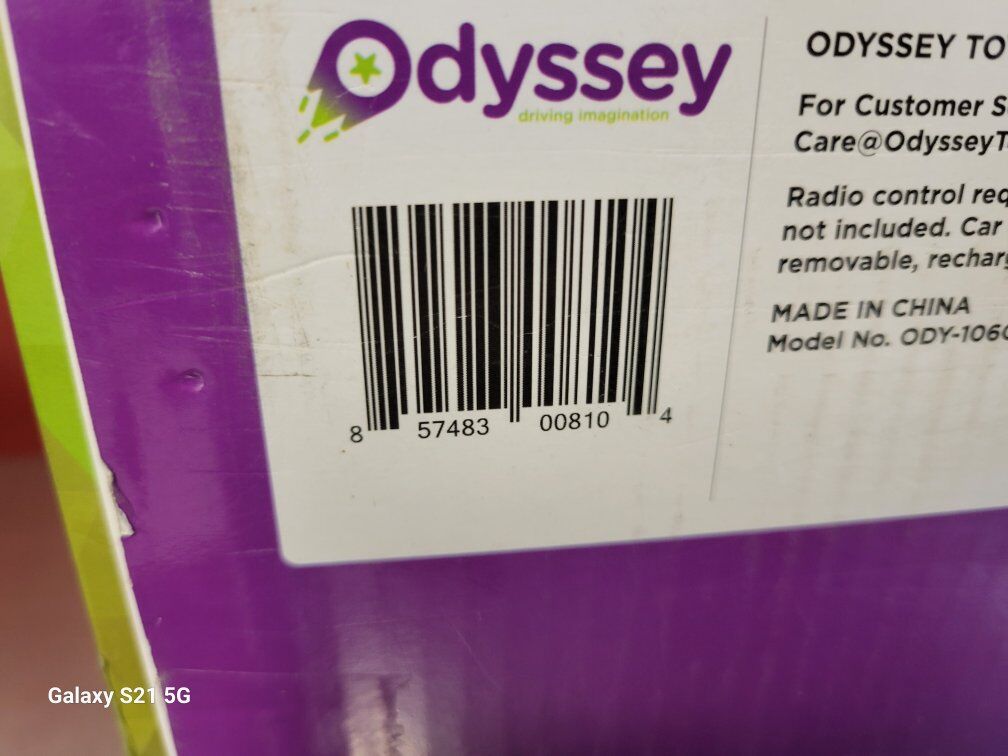 Odyssey
driving imagination
8 57483 00810 4
ODYSSEY TO
For Customer S
Care@OdysseyT
Radio control req
not included. Car
removable, rechar
MADE IN CHINA
Model No. ODY-106
Galaxy S21 5G